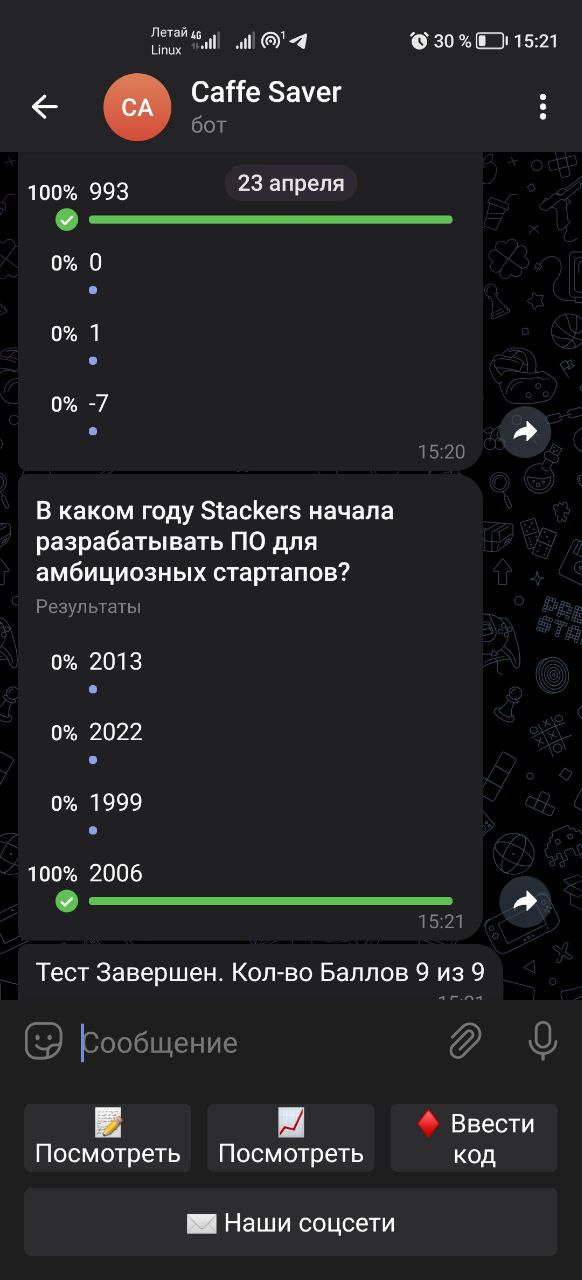 Летай 4G
Linux
1
30 % 15:21
CA
Caffe Saver
бот
23 апреля
100% 993
0% 0
0% 1
0% -7
15:20
В каком году Stackers начала
разрабатывать ПО для
амбициозных стартапов?
Результаты
0% 2013
0% 2022
0% 1999
100% 2006
15:21
Тест Завершен. Кол-во Баллов 9 из 9
15:21
Сообщение
Посмотреть
Посмотреть
Ввести
код
Наши соцсети